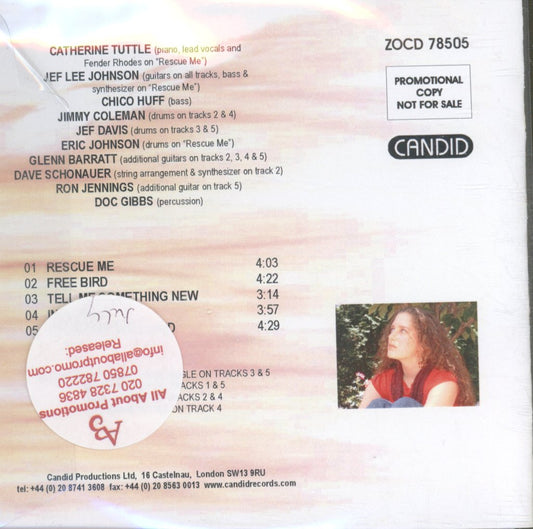 CATHERINE TUTTLE (piano, lead vocals and
Fender Rhodes on "Rescue Me")
JEF LEE JOHNSON (guitars on all tracks, bass &
synthesizer on "Rescue Me")
CHICO HUFF (bass)
JIMMY COLEMAN (drums on tracks 2 & 4)
JEF DAVIS (drums on tracks 3 & 5)
ERIC JOHNSON (drums on "Rescue Me")
GLENN BARRATT (additional guitars on tracks 2, 3, 4 & 5)
DAVE SCHONAUER (string arrangement & synthesizer on track 2)
RON JENNINGS (additional guitar on track 5)
DOC GIBBS (percussion)
ZOCD 78505
PROMOTIONAL
COPY
NOT FOR SALE
CANDID
01 RESCUE ME 4:03
02 FREE BIRD 4:22
03 TELL ME SOMETHING NEW 3:14
04 3:57
05 4:29
GLE ON TRACKS 3 & 5
ACKS 1 & 5
ACKS 2 & 4
ON TRACK 4
A3
All About Promotions
020 7328 4836
07850 782220
info@allaboutpromo.com
Released:
July
Candid Productions Ltd, 16 Castelnau, London SW13 9RU
tel: +44 (0) 20 8741 3608 fax: +44 (0) 20 8563 0013 www.candidrecords.com